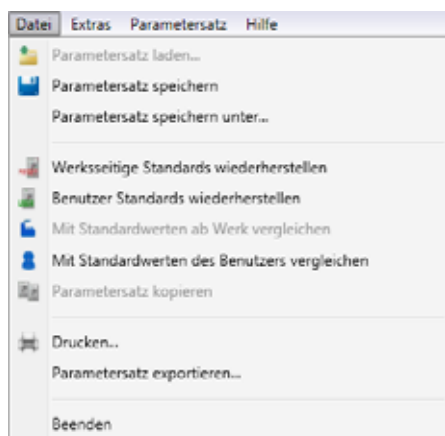 Datei Extras Parametersatz Hilfe
Parametersatz laden...
Parametersatz speichern
Parametersatz speichern unter...
Werksseitige Standards wiederherstellen
Benutzer Standards wiederherstellen
Mit Standardwerten ab Werk vergleichen
Mit Standardwerten des Benutzers vergleichen
Parametersatz kopieren
Drucken...
Parametersatz exportieren...
Beenden